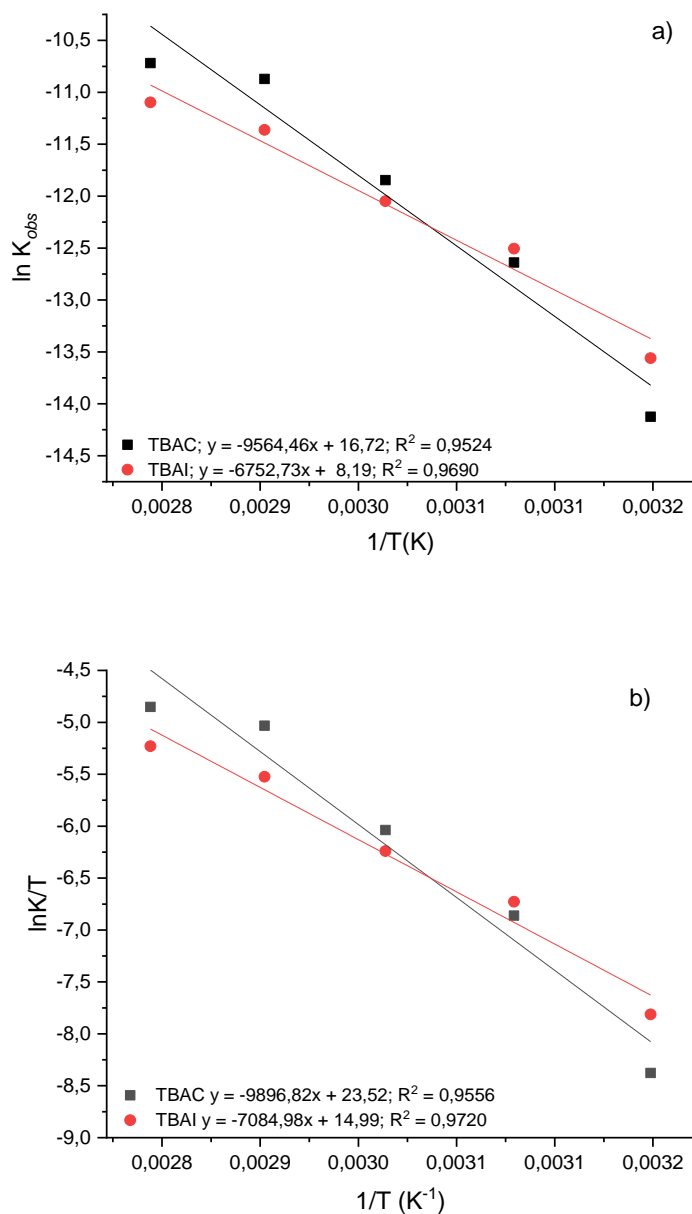 a)
-10,5
-11,0
-11,5
-12,0
-12,5
-13,0
-13,5
-14,0
-14,5
ln K_obs
TBAC; y = -9564,46x + 16,72; R² = 0,9524
TBAI; y = -6752,73x + 8,19; R² = 0,9690
0,0028 0,0029 0,0030 0,0031 0,0031 0,0032
1/T(K)
b)
-4,5
-5,0
-5,5
-6,0
-6,5
-7,0
-7,5
-8,0
-8,5
-9,0
lnK/T
TBAC y = -9896,82x + 23,52; R² = 0,9556
TBAI y = -7084,98x + 14,99; R² = 0,9720
0,0028 0,0029 0,0030 0,0031 0,0031 0,0032
1/T (K⁻¹)